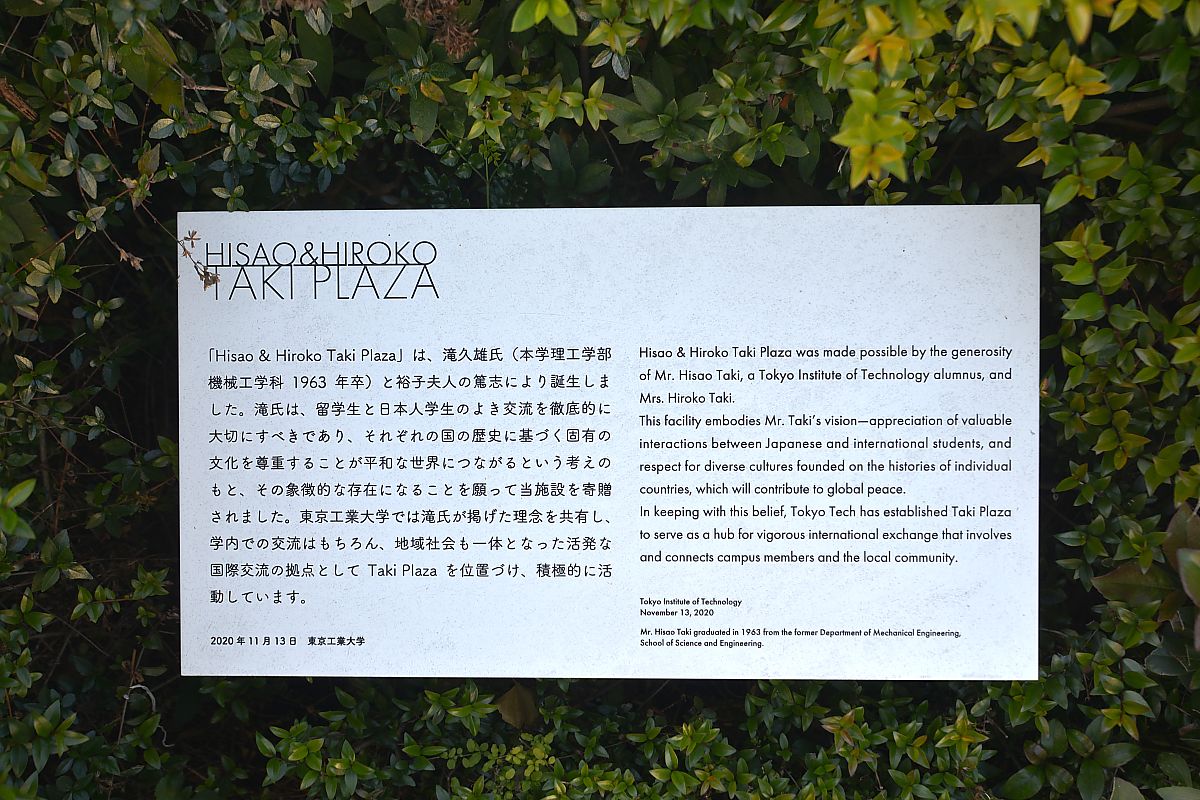 HISAO&HIROKO
TAKI PLAZA
「Hisao & Hiroko Taki Plaza」は、滝久雄氏（本学理工学部
機械工学科 1963 年卒）と裕子夫人の篤志により誕生しま
した。滝氏は、留学生と日本人学生のよき交流を徹底的に
大切にすべきであり、それぞれの国の歴史に基づく固有の
文化を尊重することが平和な世界につながるという考えの
もと、その象徴的な存在になることを願って当施設を寄贈
されました。東京工業大学では滝氏が掲げた理念を共有し、
学内での交流はもちろん、地域社会も一体となった活発な
国際交流の拠点として Taki Plaza を位置づけ、積極的に活
動しています。
2020 年 11 月 13 日　東京工業大学
Hisao & Hiroko Taki Plaza was made possible by the generosity
of Mr. Hisao Taki, a Tokyo Institute of Technology alumnus, and
Mrs. Hiroko Taki.
This facility embodies Mr. Taki's vision—appreciation of valuable
interactions between Japanese and international students, and
respect for diverse cultures founded on the histories of individual
countries, which will contribute to global peace.
In keeping with this belief, Tokyo Tech has established Taki Plaza
to serve as a hub for vigorous international exchange that involves
and connects campus members and the local community.
Tokyo Institute of Technology
November 13, 2020
Mr. Hisao Taki graduated in 1963 from the former Department of Mechanical Engineering,
School of Science and Engineering.